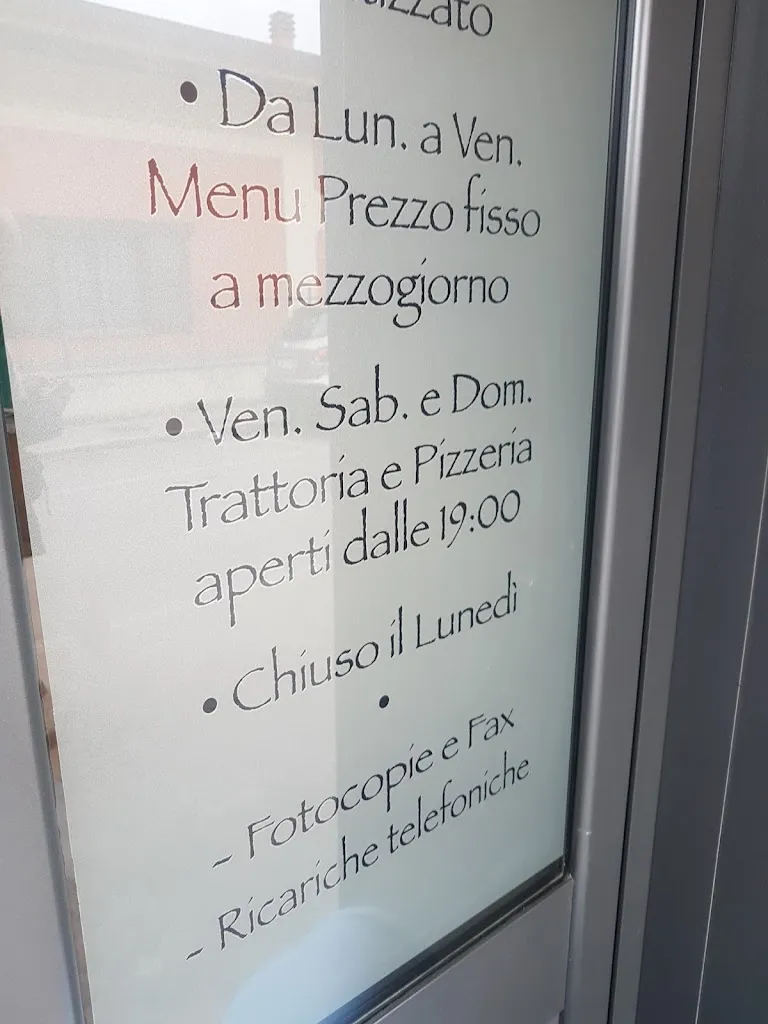 • Da Lun. a Ven.
Menu Prezzo fisso
a mezzogiorno
• Ven. Sab. e Dom.
Trattoria e Pizzeria
aperti dalle 19:00
• Chiuso il Lunedì
•
- Fotocopie e Fax
- Ricariche telefoniche